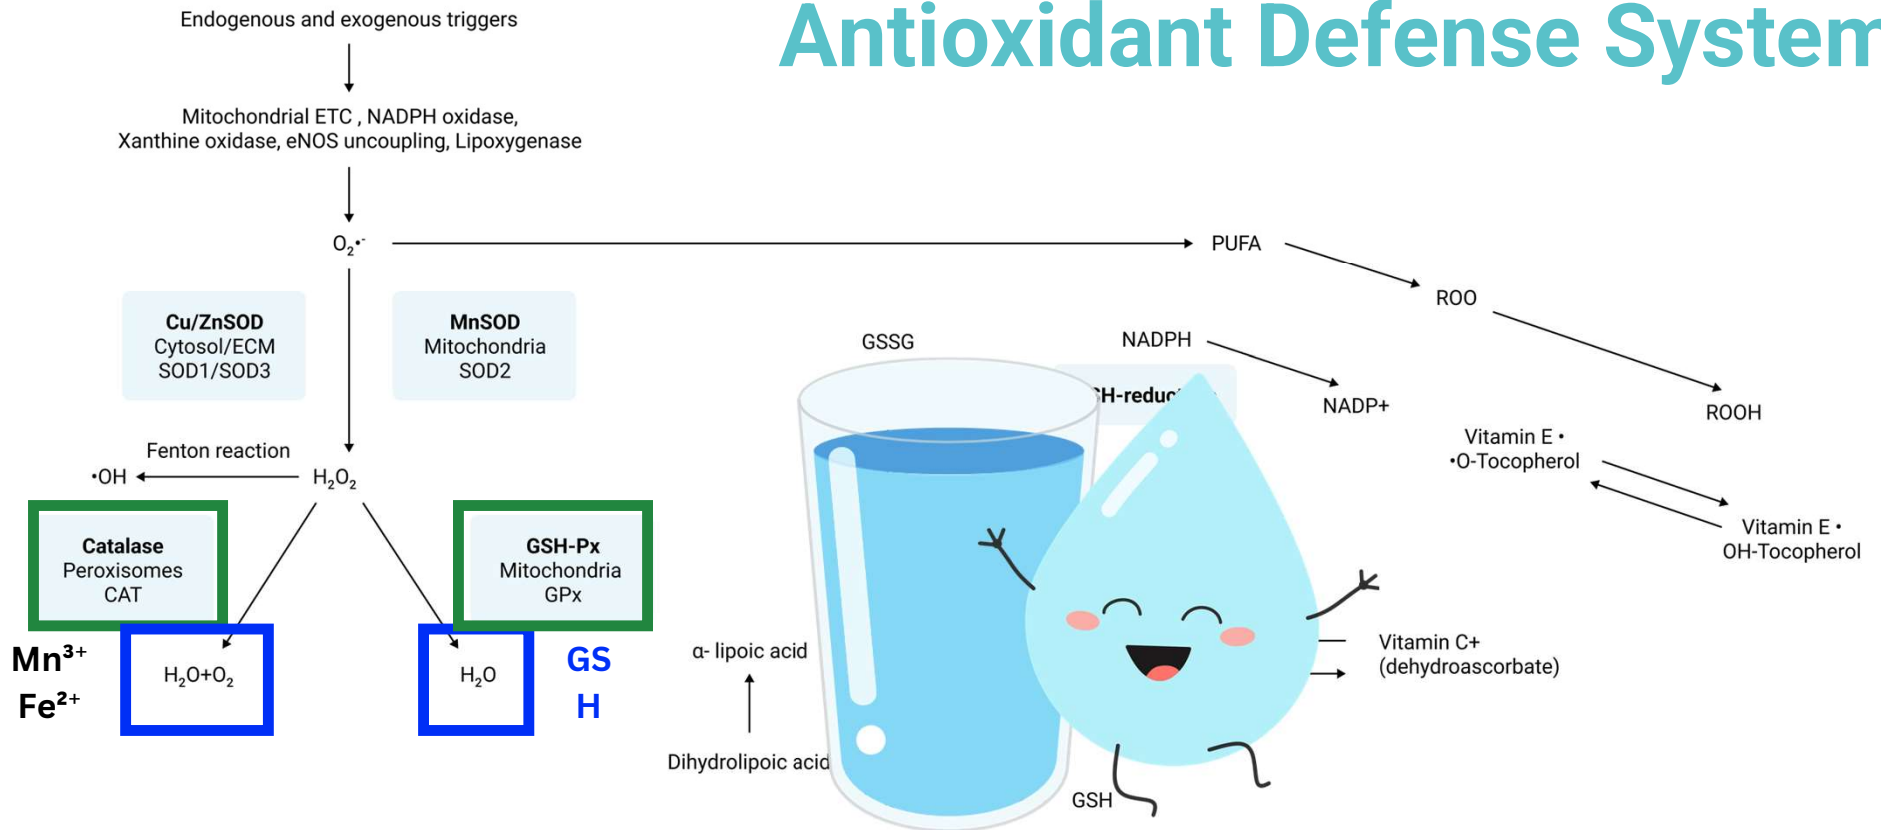 Antioxidant Defense System
Endogenous and exogenous triggers
Mitochondrial ETC , NADPH oxidase,
Xanthine oxidase, eNOS uncoupling, Lipoxygenase
O₂•⁻
PUFA
ROO
ROOH
Cu/ZnSOD
Cytosol/ECM
SOD1/SOD3
MnSOD
Mitochondria
SOD2
GSSG
NADPH
NADP+
Vitamin E •
•O-Tocopherol
Vitamin E •
OH-Tocopherol
Fenton reaction
•OH
H₂O₂
Catalase
Peroxisomes
CAT
GSH-Px
Mitochondria
GPx
Mn³⁺
Fe²⁺
H₂O+O₂
H₂O
GS
H
α- lipoic acid
Dihydrolipoic acid
Vitamin C+
(dehydroascorbate)
GSH